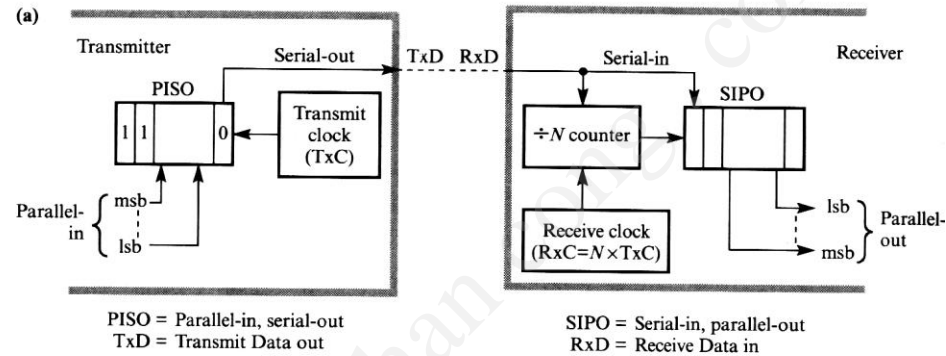 (a)
Transmitter
Receiver
Serial-out
TxD
RxD
Serial-in
PISO
SIPO
1 1 0
Transmit
clock
(TxC)
÷N counter
Parallel-
in
msb
lsb
Receive clock
(RxC=N×TxC)
lsb
msb
Parallel-
out
PISO = Parallel-in, serial-out
TxD = Transmit Data out
SIPO = Serial-in, parallel-out
RxD = Receive Data in